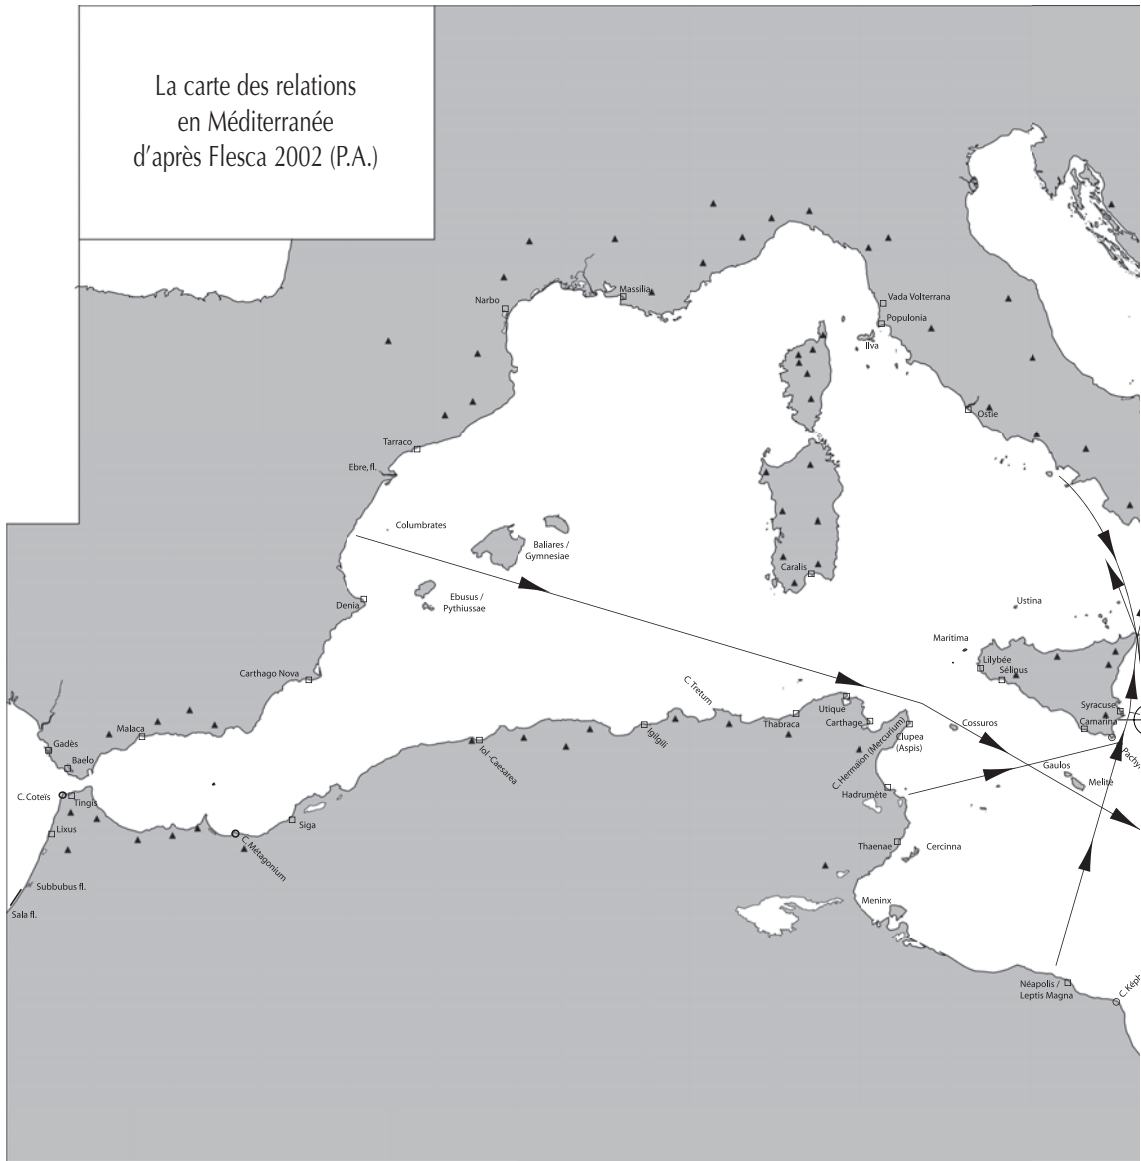 La carte des relations
en Méditerranée
d'après Flesca 2002 (P.A.)
Massilia
Narbo
Vada Volterrana
Populonia
Ilva
Ostie
Tarraco
Ebre, fl.
Columbrates
Baliares /
Gymnesiae
Caralis
Ebusus /
Pythiussae
Denia
Ustina
Maritima
Lilybée
Sélinus
Carthago Nova
C. Tretum
Utique
Syracuse
Malaca
Thabraca
Carthage
Camarina
Gadès
Igilgili
Clupea
(Aspis)
Cossuros
C. Hermaïon (Mercurium)
Iol -Caesarea
Pachy
Baelo
Gaulos
Melite
C. Coteïs
Tingis
Hadrumète
Lixus
Siga
C. Métagonium
Thaenae
Cercinna
Subbubus fl.
Meninx
Sala fl.
Néapolis /
Leptis Magna
C. Képh